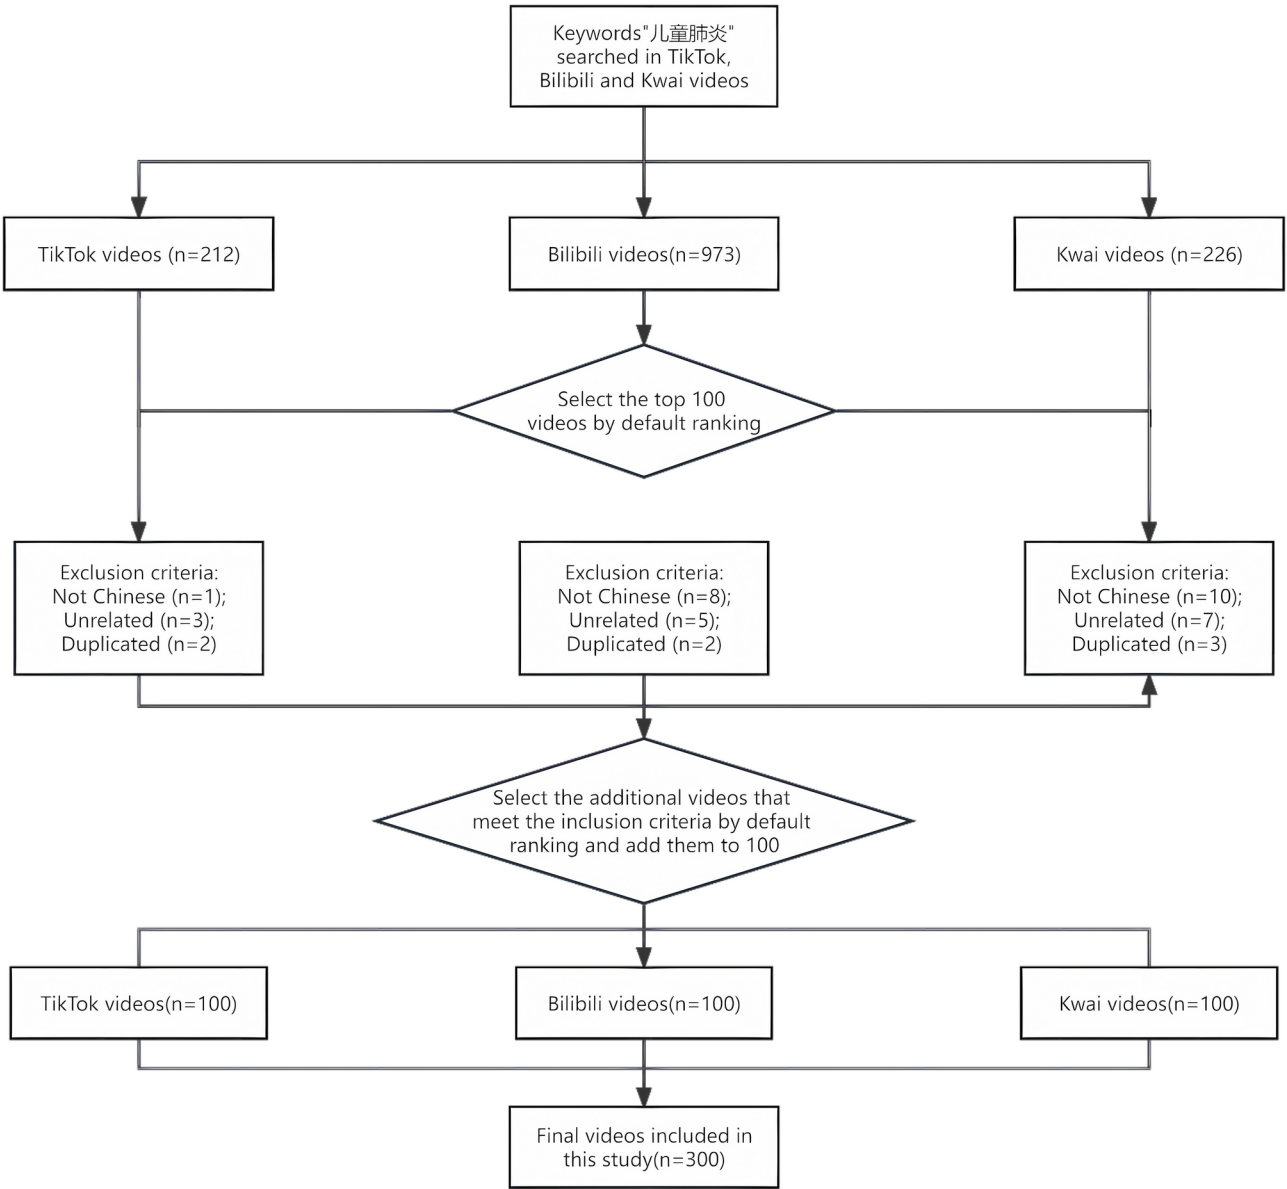 Keywords"儿童肺炎"
searched in TikTok,
Bilibili and Kwai videos
TikTok videos (n=212)
Bilibili videos(n=973)
Kwai videos (n=226)
Select the top 100
videos by default ranking
Exclusion criteria:
Not Chinese (n=1);
Unrelated (n=3);
Duplicated (n=2)
Exclusion criteria:
Not Chinese (n=8);
Unrelated (n=5);
Duplicated (n=2)
Exclusion criteria:
Not Chinese (n=10);
Unrelated (n=7);
Duplicated (n=3)
Select the additional videos that
meet the inclusion criteria by default
ranking and add them to 100
TikTok videos(n=100)
Bilibili videos(n=100)
Kwai videos(n=100)
Final videos included in
this study(n=300)